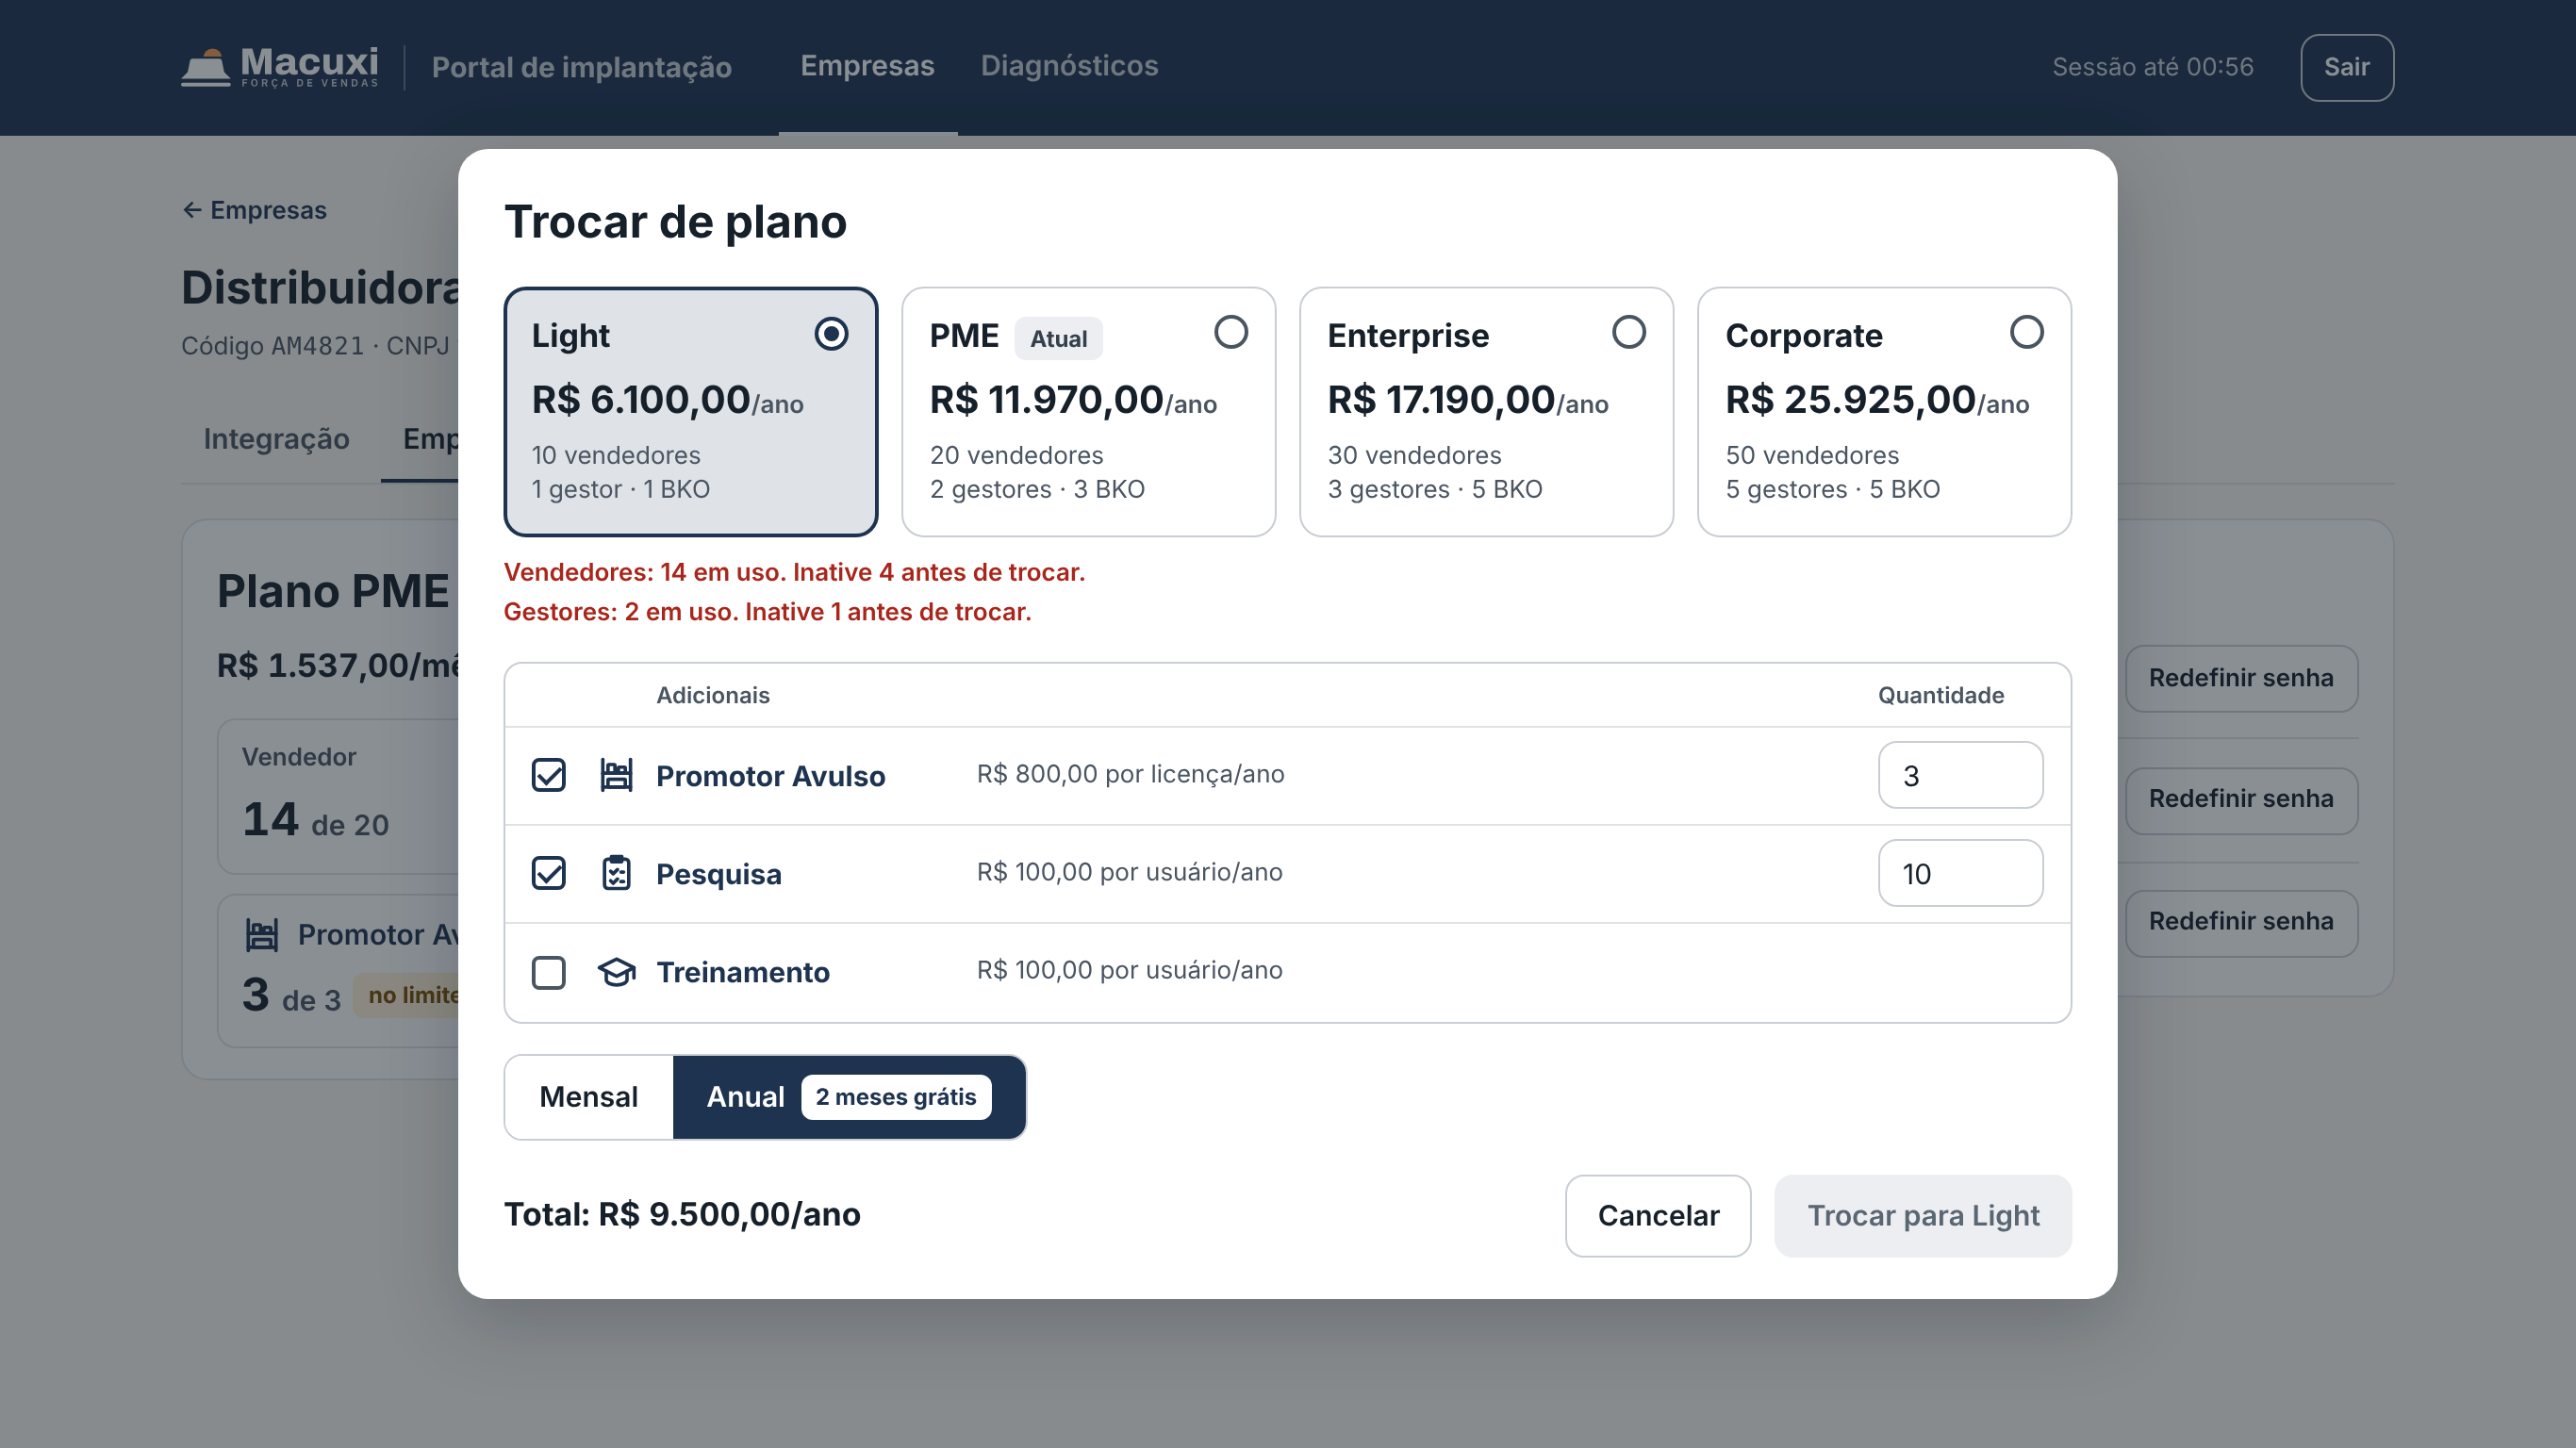 Macuxi
FORÇA DE VENDAS
Portal de implantação
Empresas
Diagnósticos
Sessão até 00:56
Sair
← Empresas
Distribuidora
Código AM4821 · CNPJ
Integração
Plano PME
R$ 1.537,00/mê
Vendedor
14 de 20
Promotor Av
3 de 3 no limite
Redefinir senha
Redefinir senha
Redefinir senha
Trocar de plano
Light
R$ 6.100,00/ano
10 vendedores
1 gestor · 1 BKO
PME Atual
R$ 11.970,00/ano
20 vendedores
2 gestores · 3 BKO
Enterprise
R$ 17.190,00/ano
30 vendedores
3 gestores · 5 BKO
Corporate
R$ 25.925,00/ano
50 vendedores
5 gestores · 5 BKO
Vendedores: 14 em uso. Inative 4 antes de trocar.
Gestores: 2 em uso. Inative 1 antes de trocar.
Adicionais Quantidade
Promotor Avulso R$ 800,00 por licença/ano 3
Pesquisa R$ 100,00 por usuário/ano 10
Treinamento R$ 100,00 por usuário/ano
Mensal
Anual 2 meses grátis
Total: R$ 9.500,00/ano
Cancelar
Trocar para Light